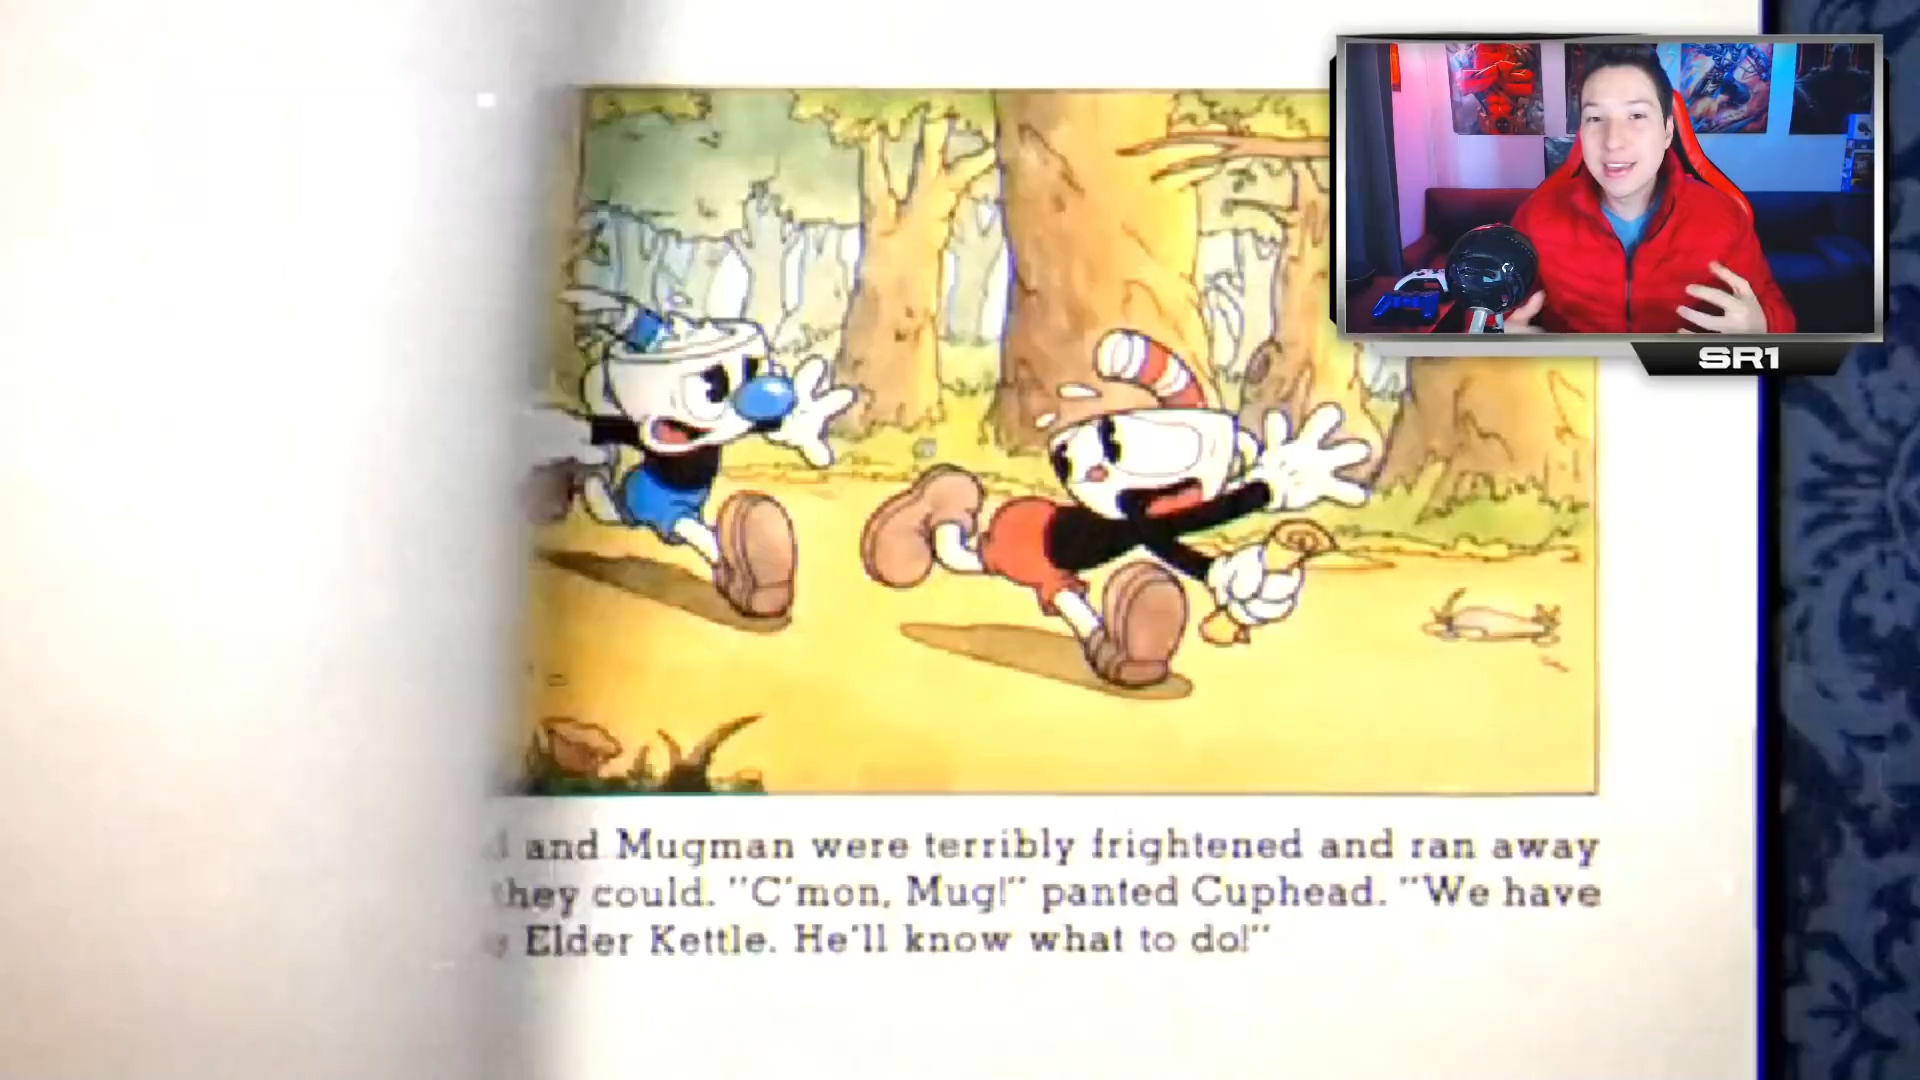 SR1
and Mugman were terribly frightened and ran away
they could. "C'mon, Mug!" panted Cuphead. "We have
Elder Kettle. He'll know what to do!"